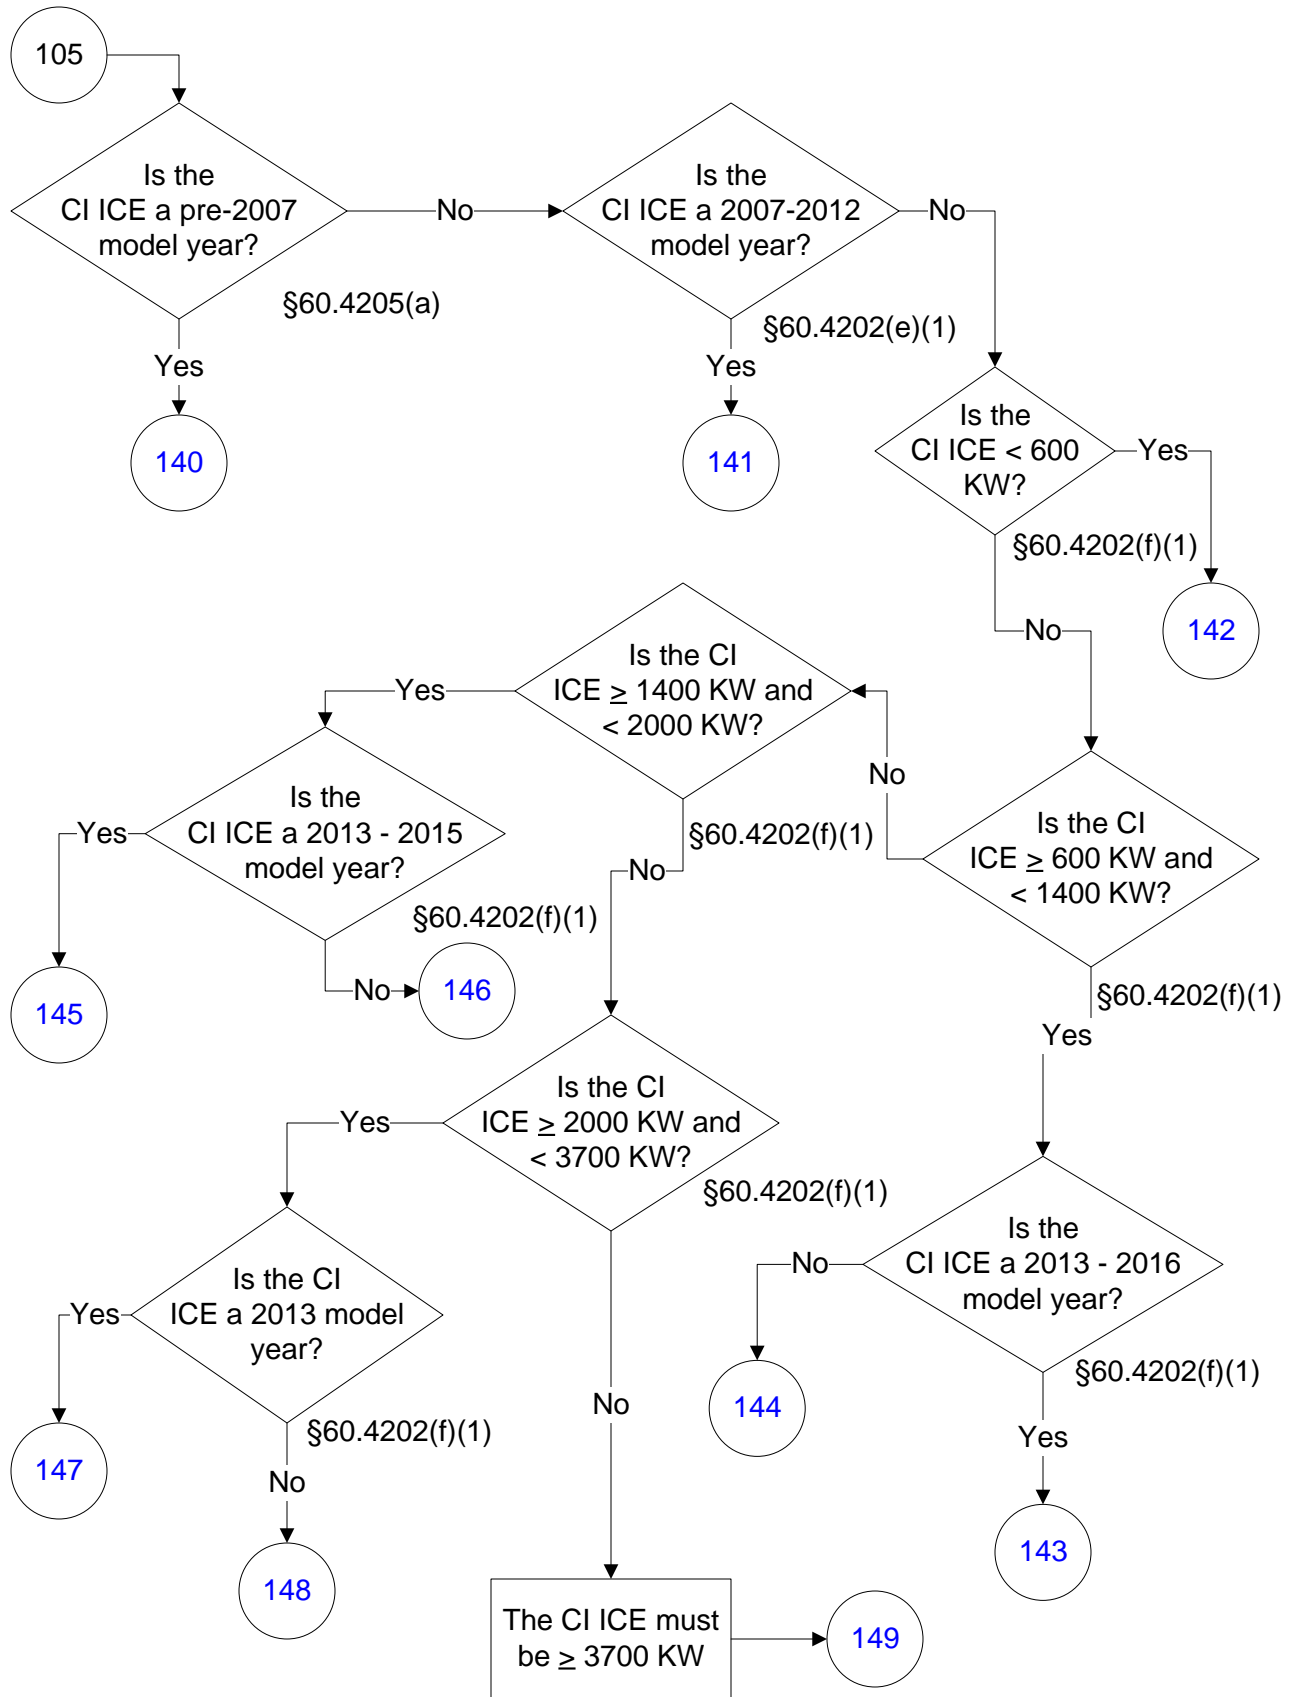 105
Is the
CI ICE a pre-2007
model year?
No
Is the
CI ICE a 2007-2012
model year?
No
§60.4205(a)
§60.4202(e)(1)
Yes
Yes
140
141
Is the
CI ICE < 600
KW?
Yes
§60.4202(f)(1)
142
No
Is the CI
ICE ≥ 600 KW and
< 1400 KW?
No
§60.4202(f)(1)
Is the CI
ICE ≥ 1400 KW and
< 2000 KW?
Yes
§60.4202(f)(1)
No
Is the
CI ICE a 2013 - 2015
model year?
Yes
§60.4202(f)(1)
145
No
146
Yes
Is the CI
ICE ≥ 2000 KW and
< 3700 KW?
Yes
§60.4202(f)(1)
Is the
CI ICE a 2013 - 2016
model year?
No
§60.4202(f)(1)
144
Yes
143
Is the CI
ICE a 2013 model
year?
Yes
§60.4202(f)(1)
147
No
148
No
The CI ICE must
be ≥ 3700 KW
149